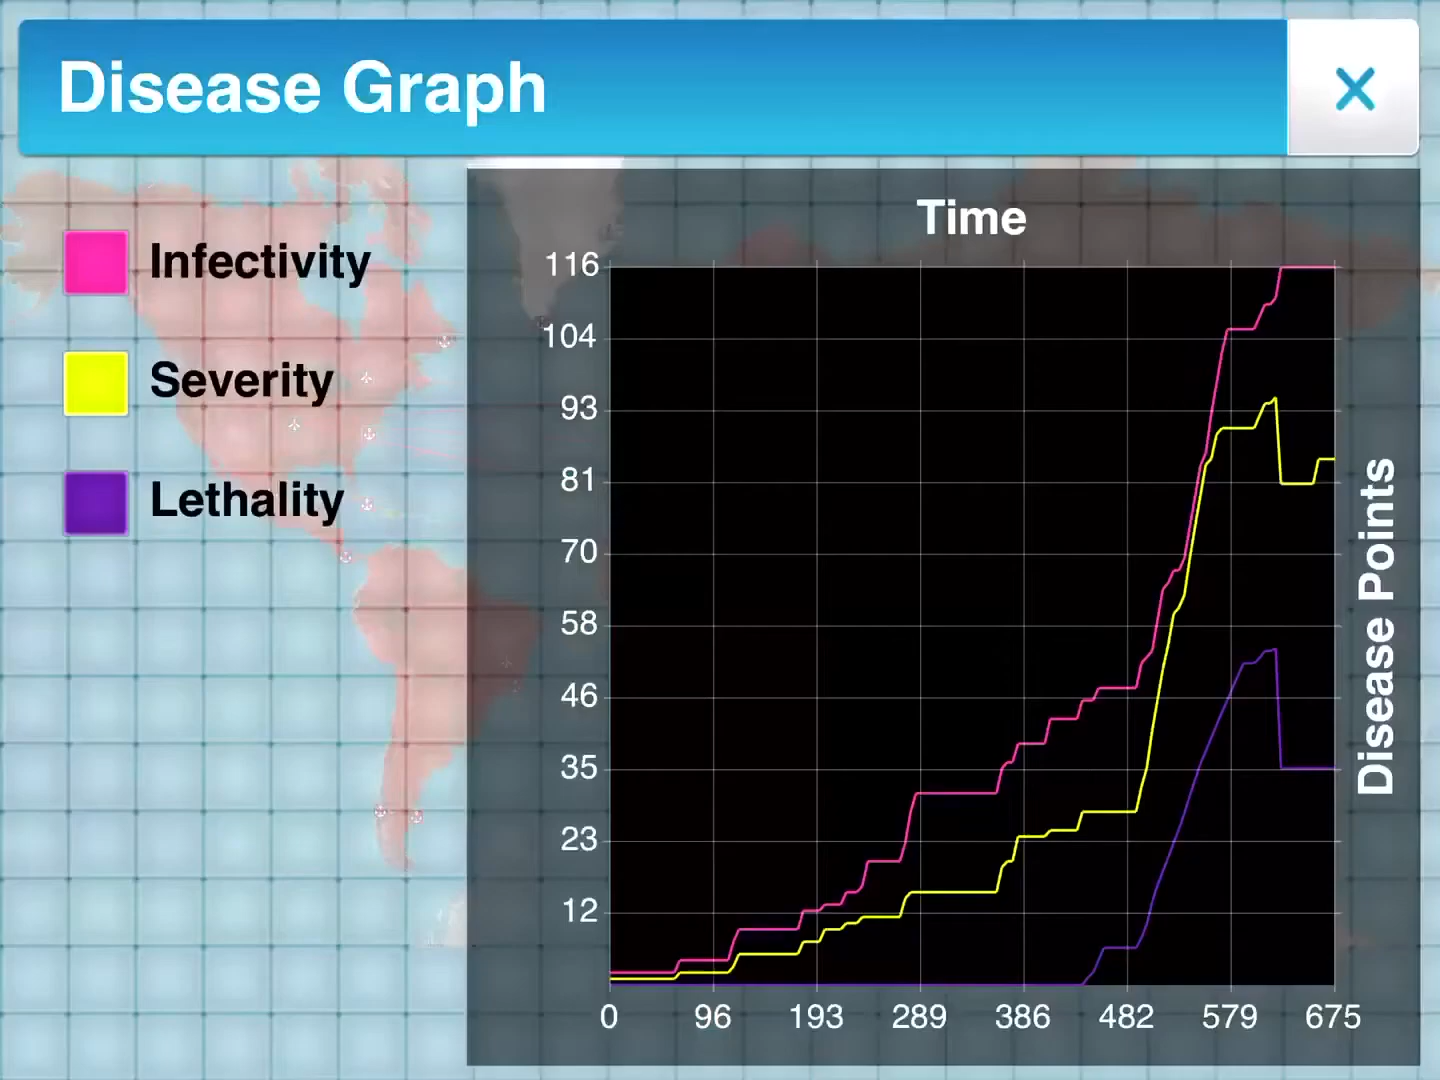 Disease Graph
Infectivity
Severity
Lethality
Time
116
104
93
81
70
58
46
35
23
12
0 96 193 289 386 482 579 675
Disease Points